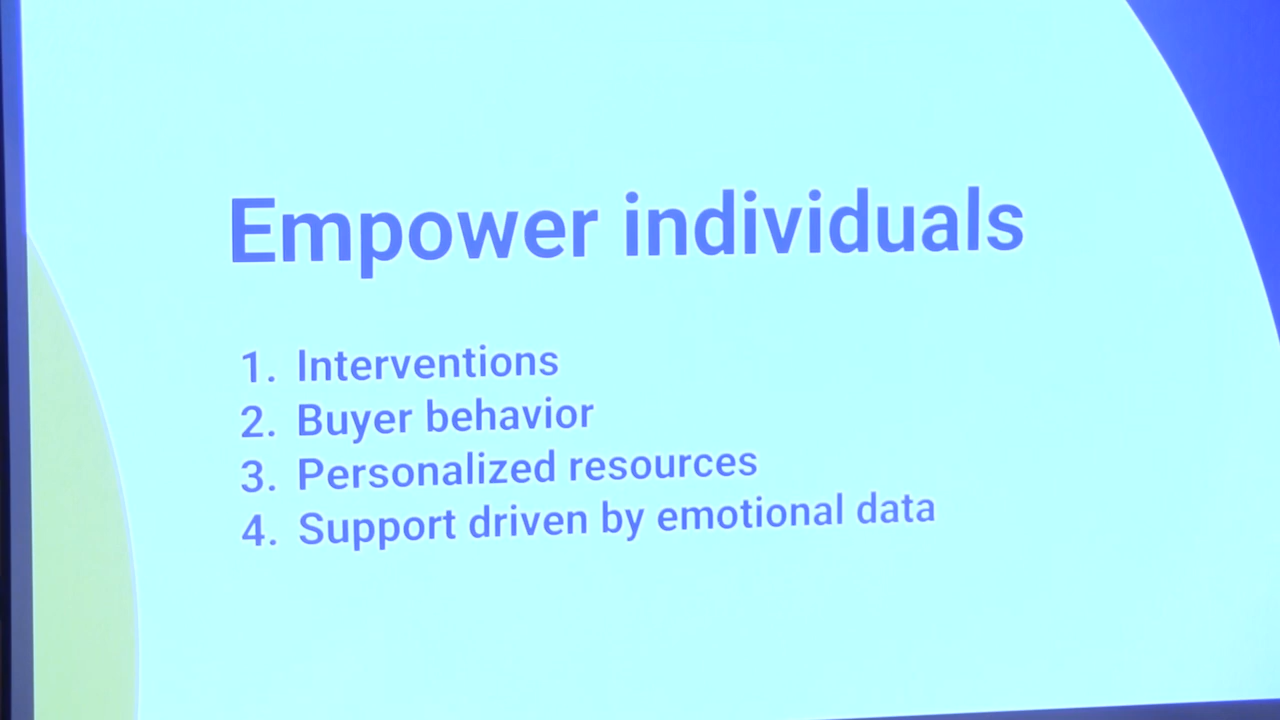 Empower individuals
1. Interventions
2. Buyer behavior
3. Personalized resources
4. Support driven by emotional data